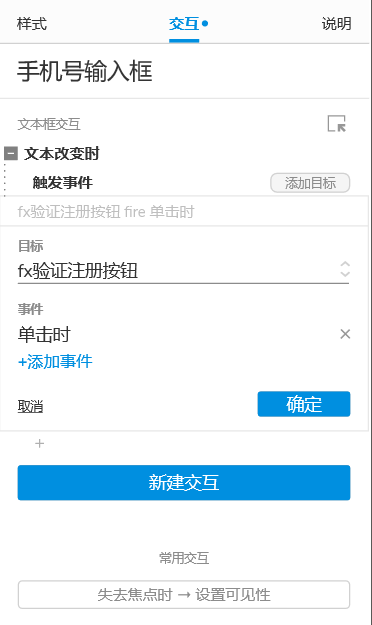 样式 交互 说明
手机号输入框
文本框交互
文本改变时
触发事件 添加目标
fx验证注册按钮 fire 单击时
目标
fx验证注册按钮
事件
单击时
+添加事件
取消 确定
+
新建交互
常用交互
失去焦点时 → 设置可见性